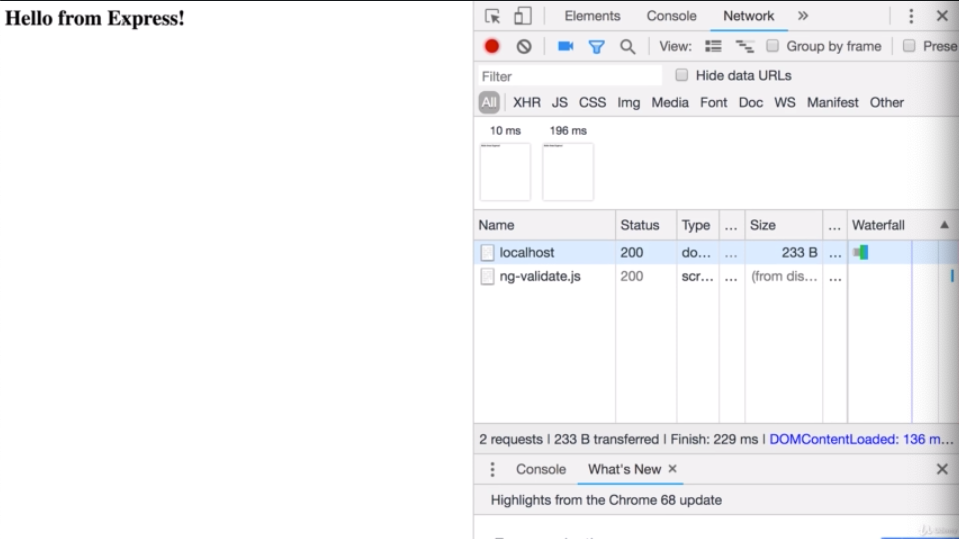 Hello from Express!
Elements Console Network »
View: Group by frame Prese
Filter Hide data URLs
All XHR JS CSS Img Media Font Doc WS Manifest Other
10 ms 196 ms
Name Status Type ... Size ... Waterfall
localhost 200 do... ... 233 B ...
ng-validate.js 200 scr... ... (from dis... ...
2 requests | 233 B transferred | Finish: 229 ms | DOMContentLoaded: 136 m...
Console What's New ×
Highlights from the Chrome 68 update